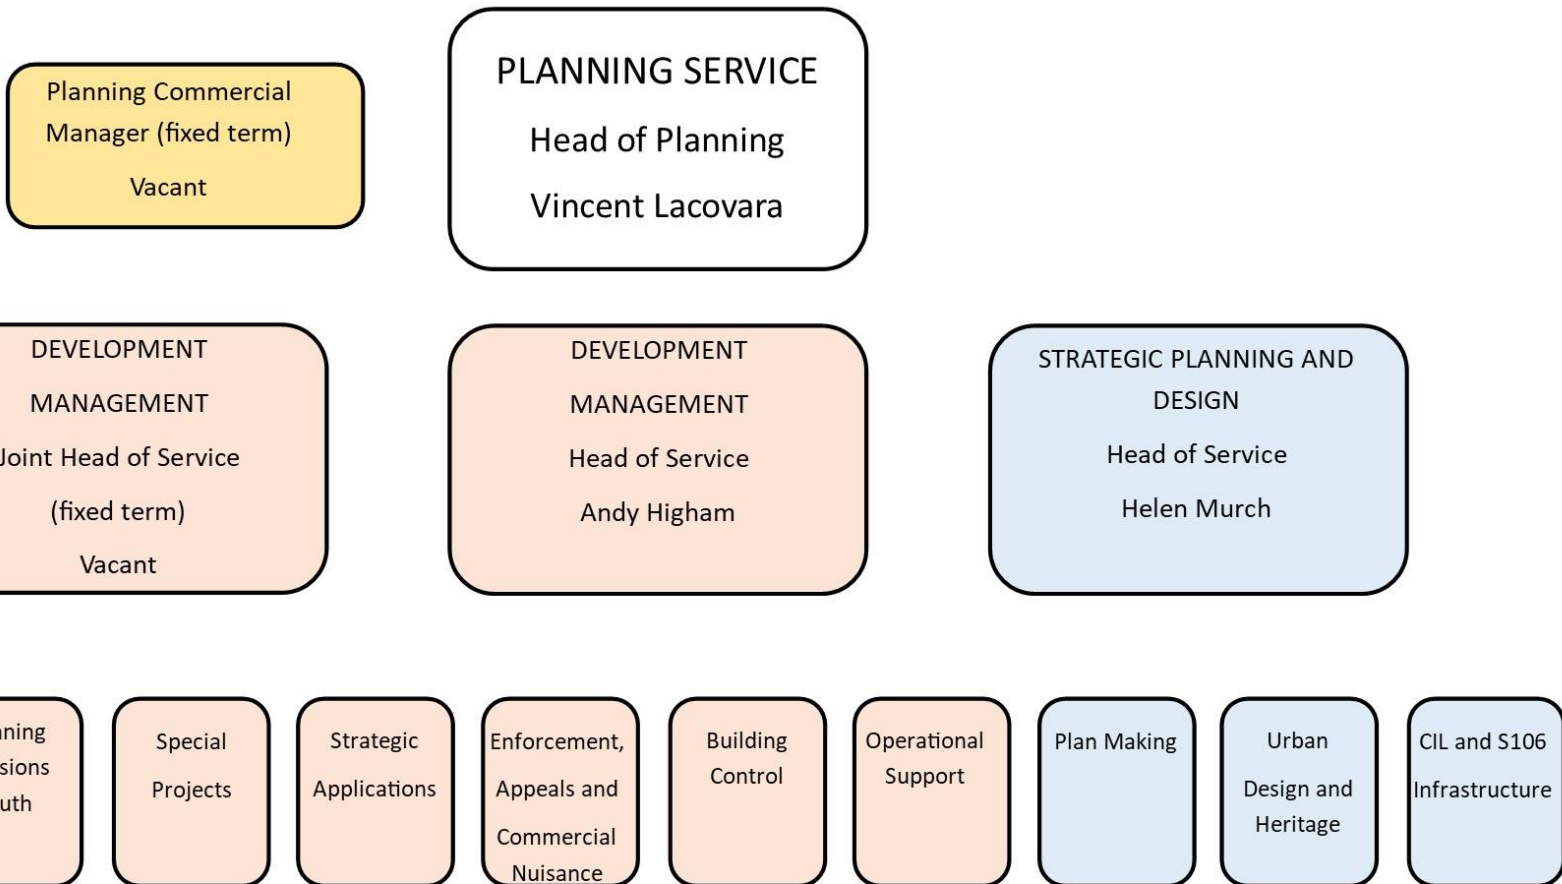 Planning Commercial
Manager (fixed term)
Vacant
PLANNING SERVICE
Head of Planning
Vincent Lacovara
DEVELOPMENT
MANAGEMENT
Joint Head of Service
(fixed term)
Vacant
DEVELOPMENT
MANAGEMENT
Head of Service
Andy Higham
STRATEGIC PLANNING AND
DESIGN
Head of Service
Helen Murch
Special
Projects
Strategic
Applications
Enforcement,
Appeals and
Commercial
Nuisance
Building
Control
Operational
Support
Plan Making
Urban
Design and
Heritage
CIL and S106
Infrastructure